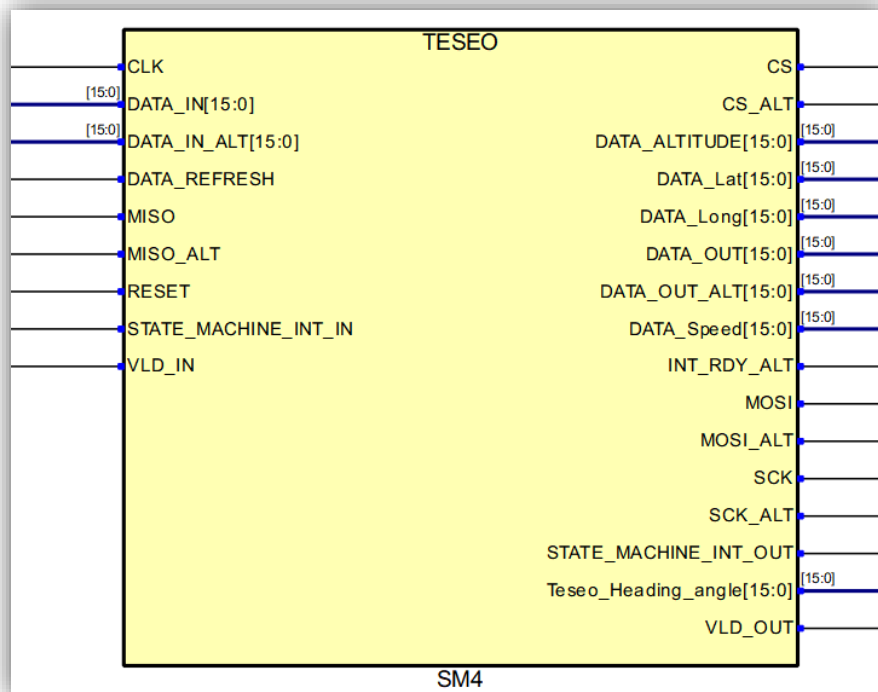 TESEO
CLK CS
[15:0] DATA_IN[15:0] CS_ALT
[15:0] DATA_IN_ALT[15:0] DATA_ALTITUDE[15:0] [15:0]
DATA_REFRESH DATA_Lat[15:0] [15:0]
MISO DATA_Long[15:0] [15:0]
MISO_ALT DATA_OUT[15:0] [15:0]
RESET DATA_OUT_ALT[15:0] [15:0]
STATE_MACHINE_INT_IN DATA_Speed[15:0] [15:0]
VLD_IN INT_RDY_ALT
MOSI
MOSI_ALT
SCK
SCK_ALT
STATE_MACHINE_INT_OUT
Teseo_Heading_angle[15:0] [15:0]
VLD_OUT
SM4